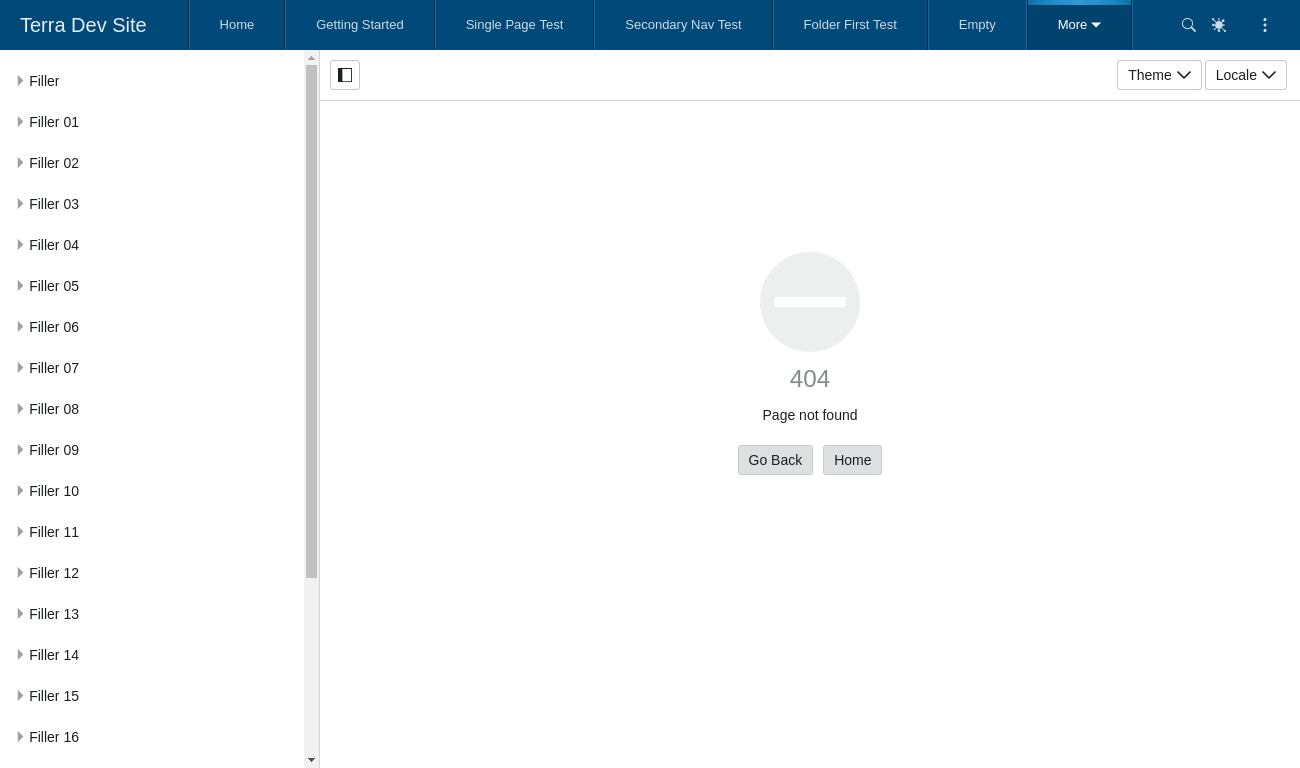 Terra Dev Site
Home
Getting Started
Single Page Test
Secondary Nav Test
Folder First Test
Empty
More
Theme
Locale
Filler
Filler 01
Filler 02
Filler 03
Filler 04
Filler 05
Filler 06
Filler 07
Filler 08
Filler 09
Filler 10
Filler 11
Filler 12
Filler 13
Filler 14
Filler 15
Filler 16
404
Page not found
Go Back
Home